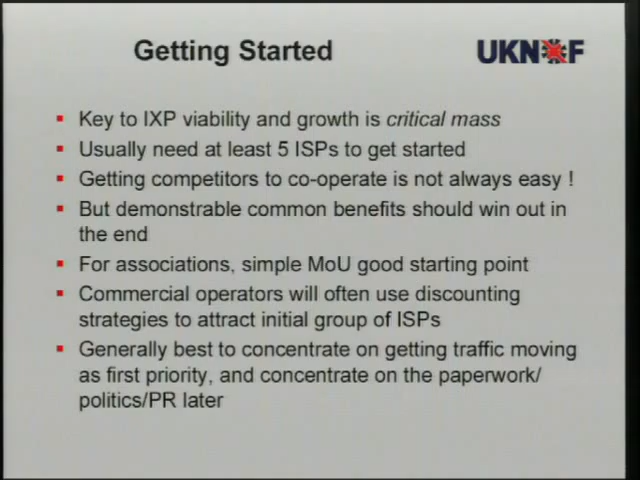 Getting Started
UKNOF
Key to IXP viability and growth is critical mass
Usually need at least 5 ISPs to get started
Getting competitors to co-operate is not always easy !
But demonstrable common benefits should win out in
the end
For associations, simple MoU good starting point
Commercial operators will often use discounting
strategies to attract initial group of ISPs
Generally best to concentrate on getting traffic moving
as first priority, and concentrate on the paperwork/
politics/PR later